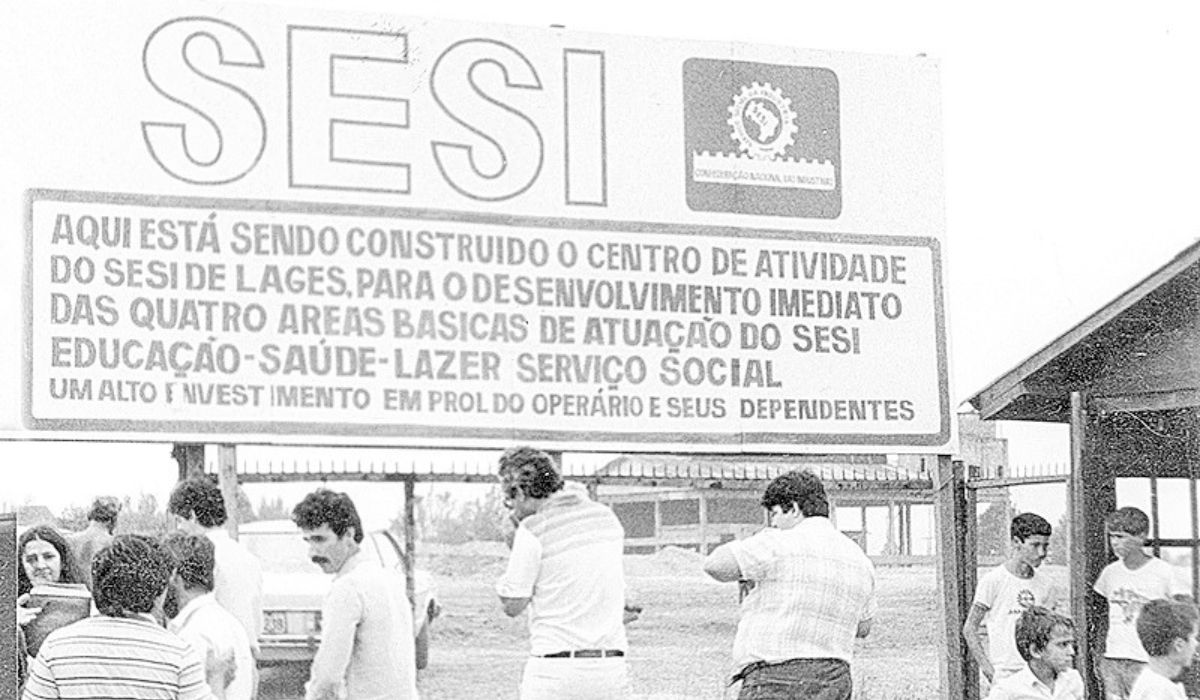 SESI
SESI
CONFEDERAÇÃO NACIONAL DA INDÚSTRIA
AQUI ESTÁ SENDO CONSTRUIDO O CENTRO DE ATIVIDADE
DO SESI DE LAGES, PARA O DESENVOLVIMENTO IMEDIATO
DAS QUATRO AREAS BASICAS DE ATUAÇÃO DO SESI
EDUCAÇÃO-SAÚDE-LAZER SERVIÇO SOCIAL
UM ALTO INVESTIMENTO EM PROL DO OPERÁRIO E SEUS DEPENDENTES